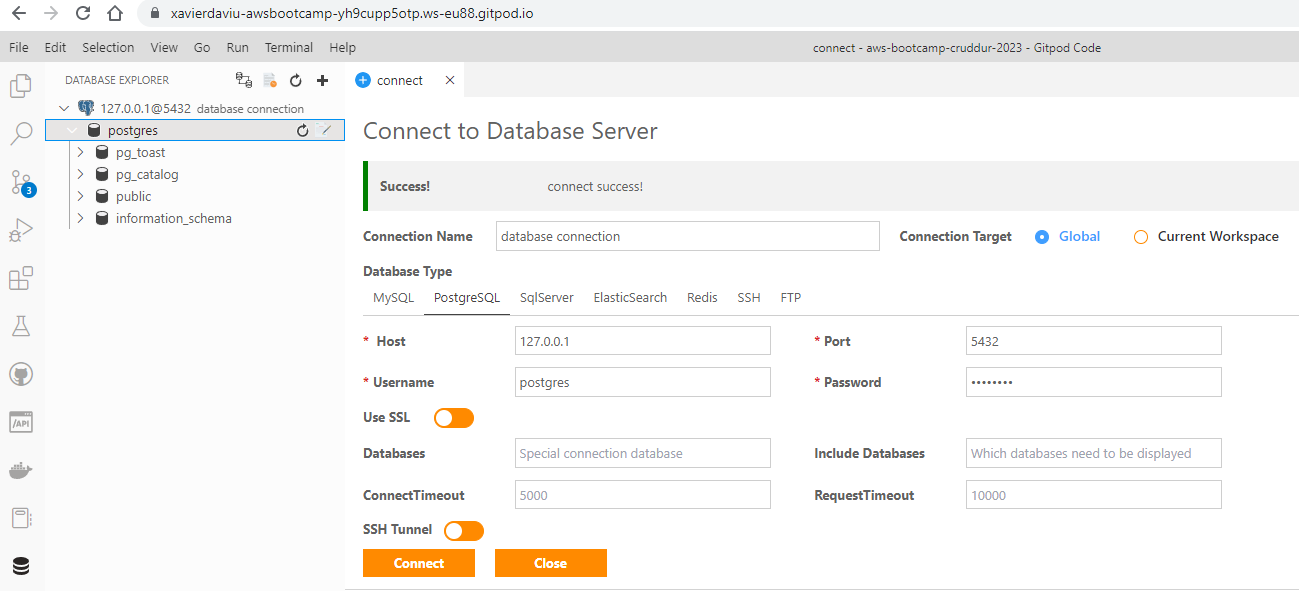 xavierdaviu-awsbootcamp-yh9cupp5otp.ws-eu88.gitpod.io
File Edit Selection View Go Run Terminal Help connect - aws-bootcamp-cruddur-2023 - Gitpod Code
DATABASE EXPLORER
connect
127.0.0.1@5432 database connection
postgres
pg_toast
pg_catalog
public
information_schema
3
/API
Connect to Database Server
Success! connect success!
Connection Name database connection Connection Target Global Current Workspace
Database Type
MySQL PostgreSQL SqlServer ElasticSearch Redis SSH FTP
* Host 127.0.0.1 * Port 5432
* Username postgres * Password ••••••••
Use SSL
Databases Special connection database Include Databases Which databases need to be displayed
ConnectTimeout 5000 RequestTimeout 10000
SSH Tunnel
Connect Close